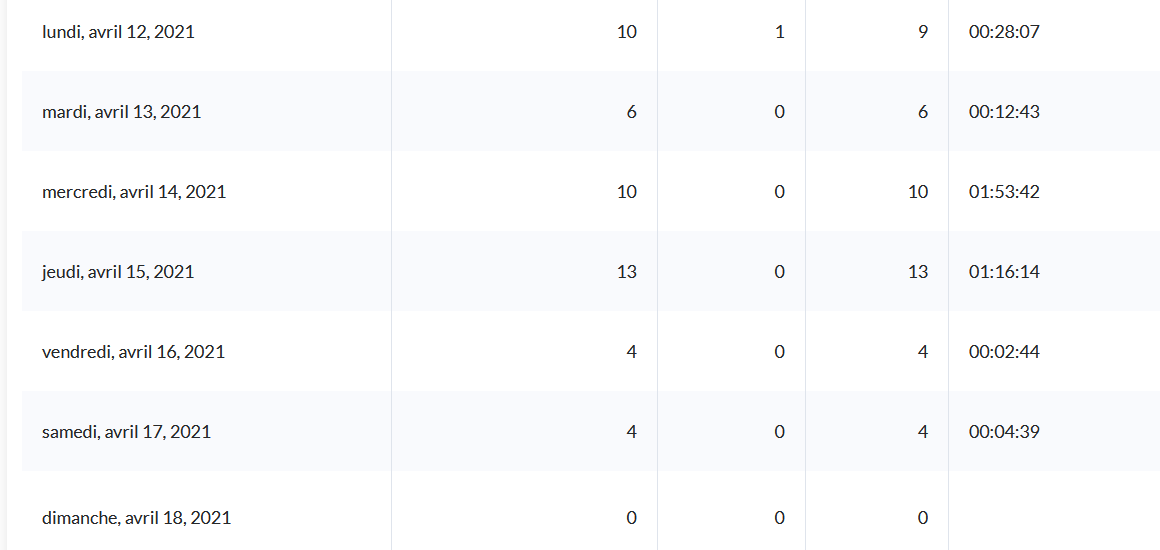 lundi, avril 12, 2021 10 1 9 00:28:07
mardi, avril 13, 2021 6 0 6 00:12:43
mercredi, avril 14, 2021 10 0 10 01:53:42
jeudi, avril 15, 2021 13 0 13 01:16:14
vendredi, avril 16, 2021 4 0 4 00:02:44
samedi, avril 17, 2021 4 0 4 00:04:39
dimanche, avril 18, 2021 0 0 0